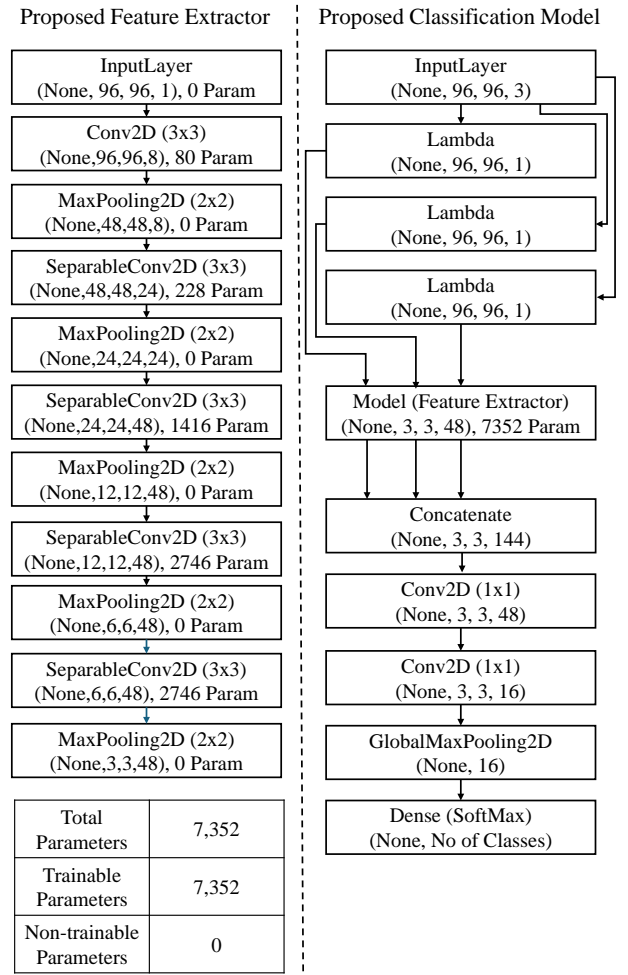 Proposed Feature Extractor
InputLayer
(None, 96, 96, 1), 0 Param
Conv2D (3x3)
(None,96,96,8), 80 Param
MaxPooling2D (2x2)
(None,48,48,8), 0 Param
SeparableConv2D (3x3)
(None,48,48,24), 228 Param
MaxPooling2D (2x2)
(None,24,24,24), 0 Param
SeparableConv2D (3x3)
(None,24,24,48), 1416 Param
MaxPooling2D (2x2)
(None,12,12,48), 0 Param
SeparableConv2D (3x3)
(None,12,12,48), 2746 Param
MaxPooling2D (2x2)
(None,6,6,48), 0 Param
SeparableConv2D (3x3)
(None,6,6,48), 2746 Param
MaxPooling2D (2x2)
(None,3,3,48), 0 Param
Total
Parameters
7,352
Trainable
Parameters
7,352
Non-trainable
Parameters
0
Proposed Classification Model
InputLayer
(None, 96, 96, 3)
Lambda
(None, 96, 96, 1)
Lambda
(None, 96, 96, 1)
Lambda
(None, 96, 96, 1)
Model (Feature Extractor)
(None, 3, 3, 48), 7352 Param
Concatenate
(None, 3, 3, 144)
Conv2D (1x1)
(None, 3, 3, 48)
Conv2D (1x1)
(None, 3, 3, 16)
GlobalMaxPooling2D
(None, 16)
Dense (SoftMax)
(None, No of Classes)